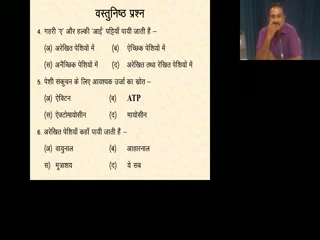 वस्तुनिष्ठ प्रश्न
4. गहरी 'ए' और हल्की 'आई' पट्टियाँ पायी जाती है –
(अ) अरेखित पेशियों में (ब) ऐच्छिक पेशियों में
(स) अनैच्छिक पेशियों में (द) अरेखित तथा रेखित पेशियों में
5. पेशी संकुचन के लिए आवश्यक उर्जा का स्रोत –
(अ) ऐक्टिन (ब) ATP
(स) ऐक्टोमायोसीन (द) मायोसीन
6. अरेखित पेशियाँ कहाँ पायी जाती है –
(अ) वायुनाल (ब) आहारनाल
(स) मूत्राशय (द) ये सब